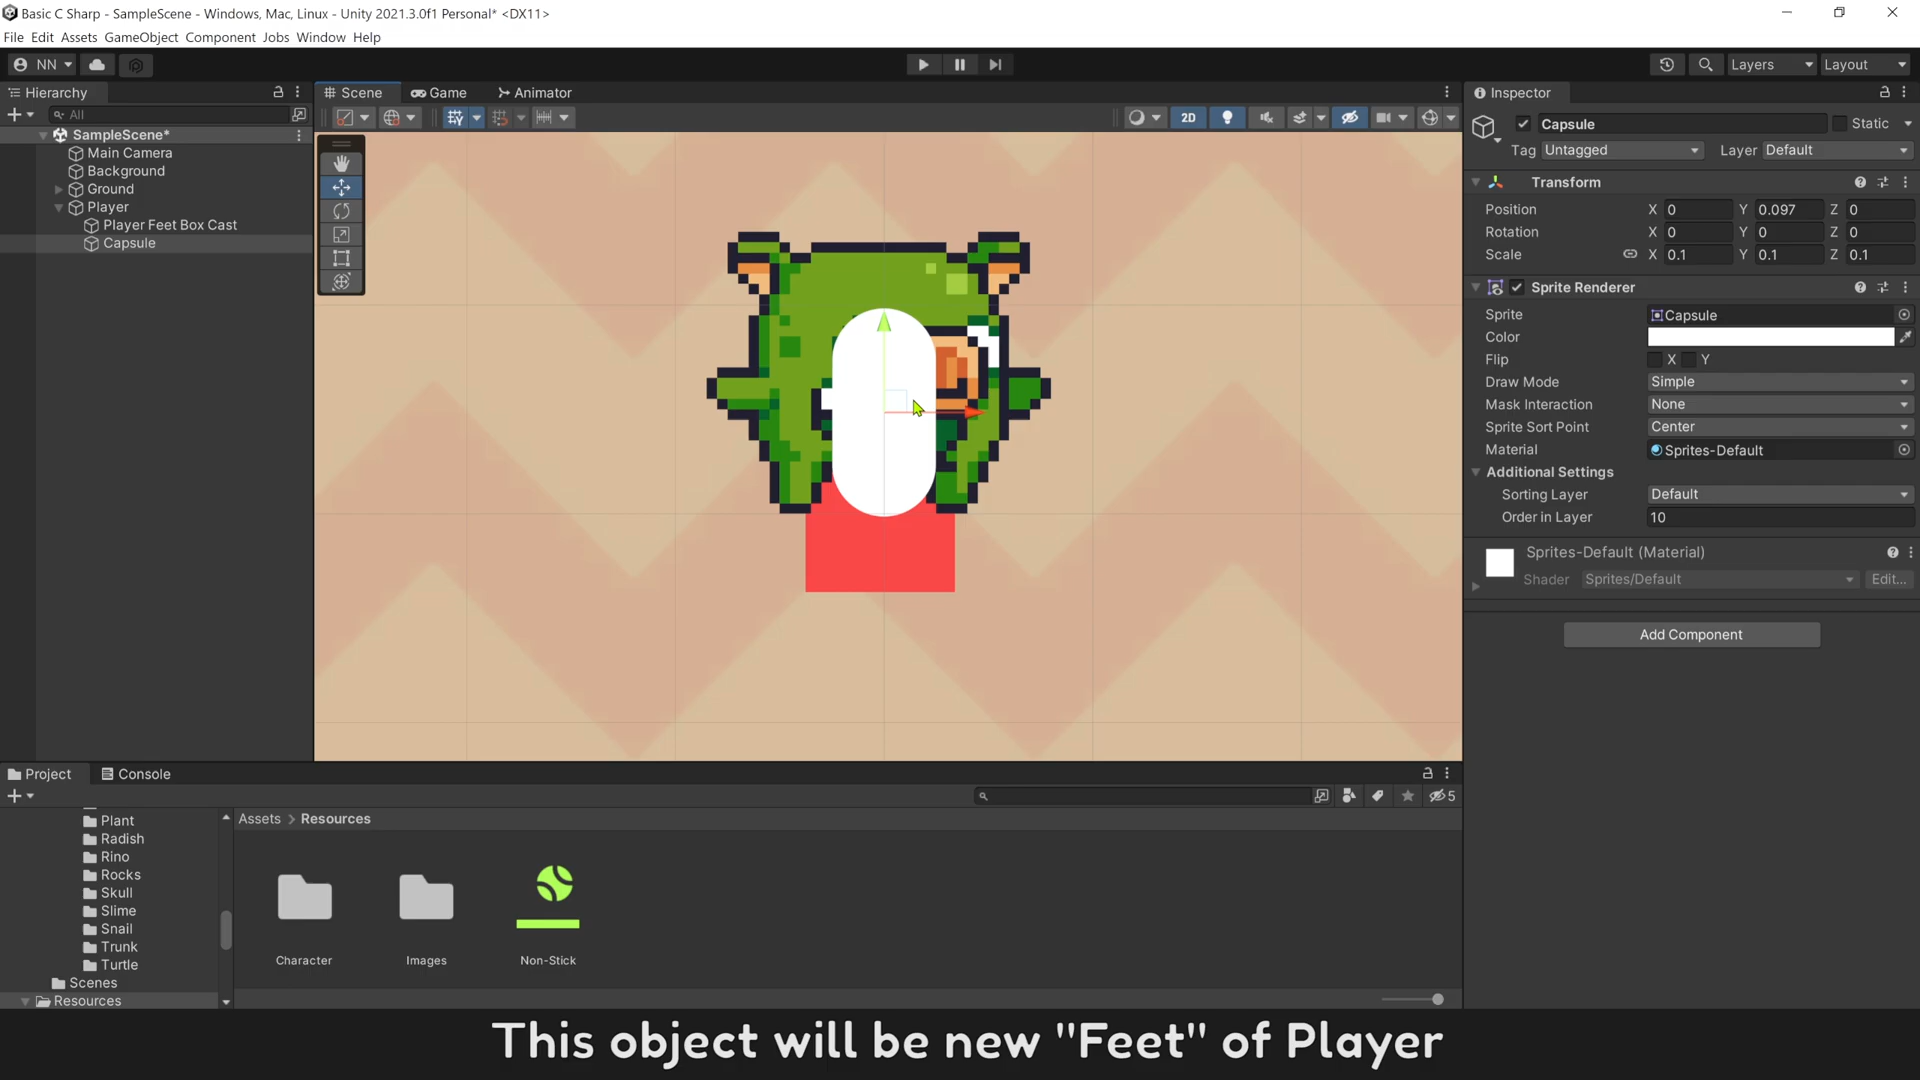 Basic C Sharp - SampleScene - Windows, Mac, Linux - Unity 2021.3.0f1 Personal* <DX11>
File Edit Assets GameObject Component Jobs Window Help
NN
Layers
Layout
Hierarchy
All
SampleScene*
Main Camera
Background
Ground
Player
Player Feet Box Cast
Capsule
Scene
Game
Animator
2D
Inspector
Capsule
Static
Tag Untagged
Layer Default
Transform
Position X 0 Y 0.097 Z 0
Rotation X 0 Y 0 Z 0
Scale X 0.1 Y 0.1 Z 0.1
Sprite Renderer
Sprite Capsule
Color
Flip X Y
Draw Mode Simple
Mask Interaction None
Sprite Sort Point Center
Material Sprites-Default
Additional Settings
Sorting Layer Default
Order in Layer 10
Sprites-Default (Material)
Shader Sprites/Default Edit...
Add Component
Project
Console
5
Plant
Radish
Rino
Rocks
Skull
Slime
Snail
Trunk
Turtle
Scenes
Resources
Assets > Resources
Character
Images
Non-Stick
This object will be new "Feet" of Player